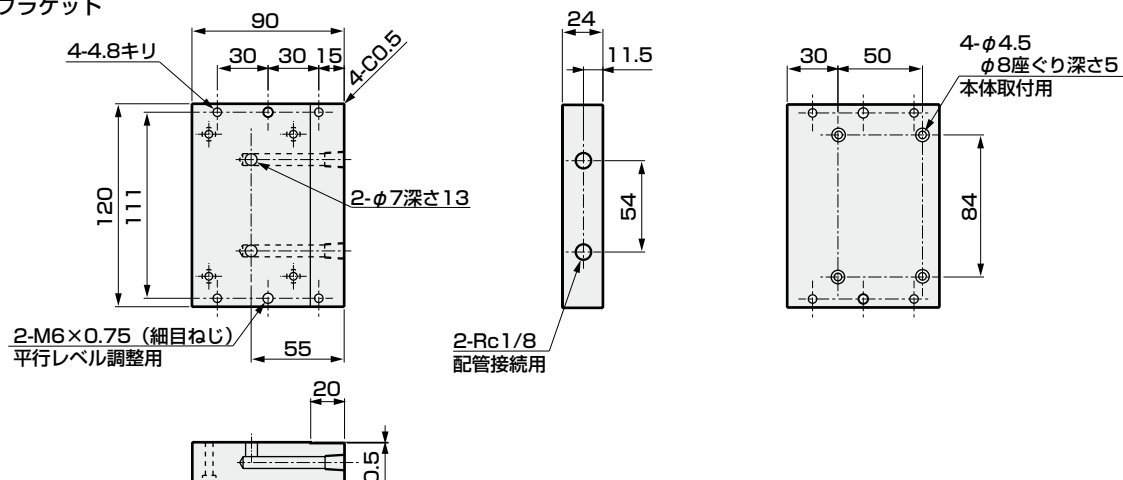 ブラケット
90
30
30
15
4-C0.5
4-4.8キリ
120
111
2-φ7深さ13
2-M6×0.75（細目ねじ）
平行レベル調整用
55
24
11.5
54
2-Rc1/8
配管接続用
30
50
4-φ4.5
φ8座ぐり深さ5
本体取付用
84
20
0.5